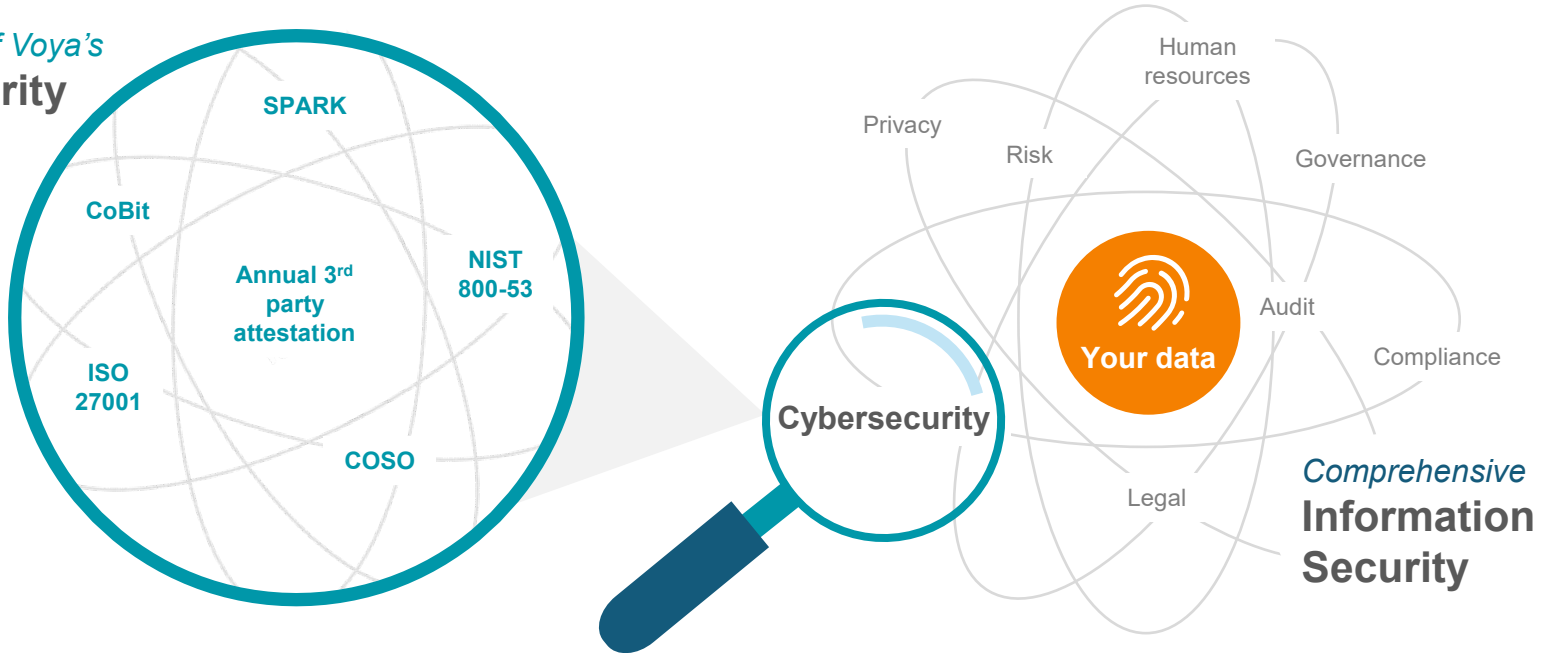 f Voya's
rity
SPARK
CoBit
NIST
800-53
Annual 3rd
party
attestation
ISO
27001
COSO
Human
resources
Privacy
Risk
Governance
Your data
Audit
Compliance
Cybersecurity
Legal
Comprehensive
Information
Security